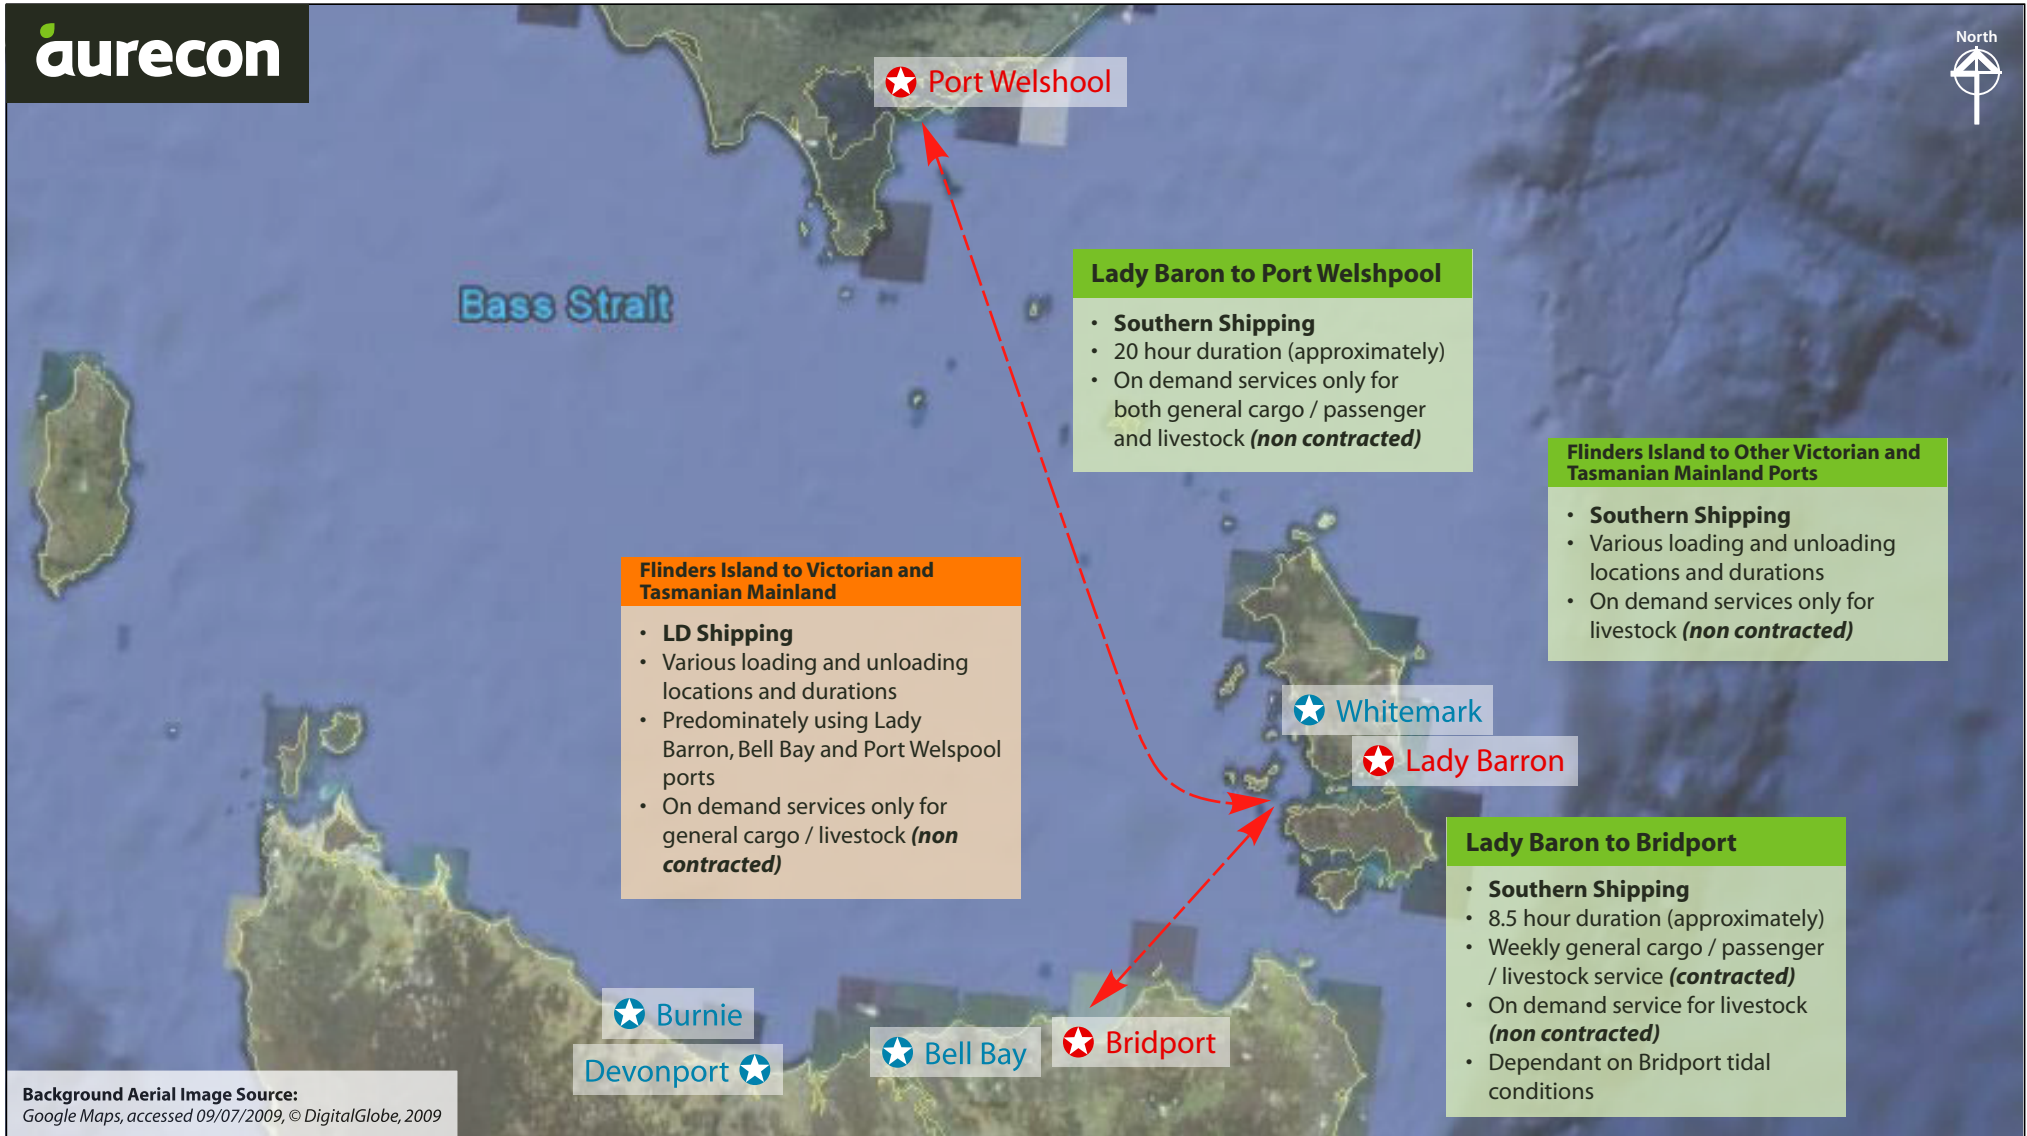 aurecon
North
Port Welshool
Bass Strait
Lady Baron to Port Welshpool
• Southern Shipping
• 20 hour duration (approximately)
• On demand services only for
both general cargo / passenger
and livestock (non contracted)
Flinders Island to Other Victorian and
Tasmanian Mainland Ports
• Southern Shipping
• Various loading and unloading
locations and durations
• On demand services only for
livestock (non contracted)
Flinders Island to Victorian and
Tasmanian Mainland
• LD Shipping
• Various loading and unloading
locations and durations
• Predominately using Lady
Barron, Bell Bay and Port Welspool
ports
• On demand services only for
general cargo / livestock (non
contracted)
Whitemark
Lady Barron
Lady Baron to Bridport
• Southern Shipping
• 8.5 hour duration (approximately)
• Weekly general cargo / passenger
/ livestock service (contracted)
• On demand service for livestock
(non contracted)
• Dependant on Bridport tidal
conditions
Burnie
Devonport
Bell Bay
Bridport
Background Aerial Image Source:
Google Maps, accessed 09/07/2009, © DigitalGlobe, 2009